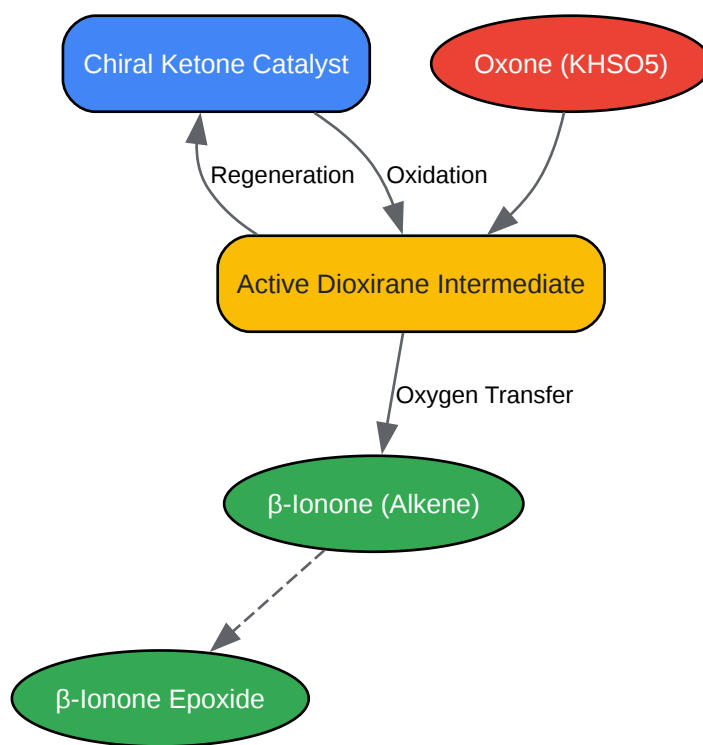 Chiral Ketone Catalyst
Oxone (KHSO5)
Regeneration
Oxidation
Active Dioxirane Intermediate
Oxygen Transfer
β-Ionone (Alkene)
β-Ionone Epoxide